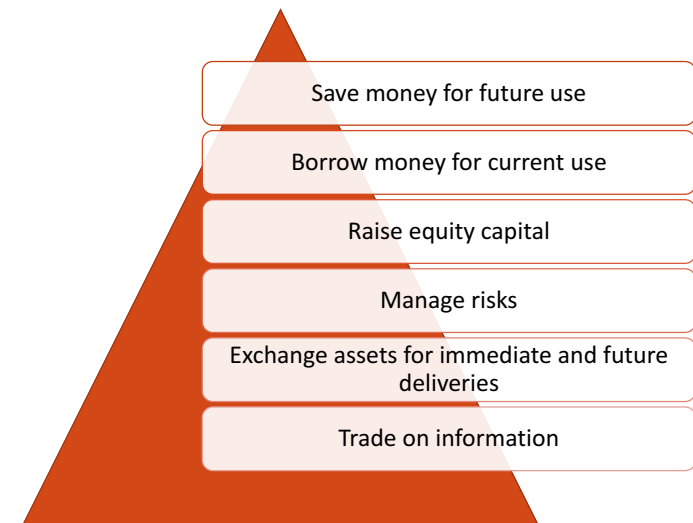 Save money for future use
Borrow money for current use
Raise equity capital
Manage risks
Exchange assets for immediate and future
deliveries
Trade on information